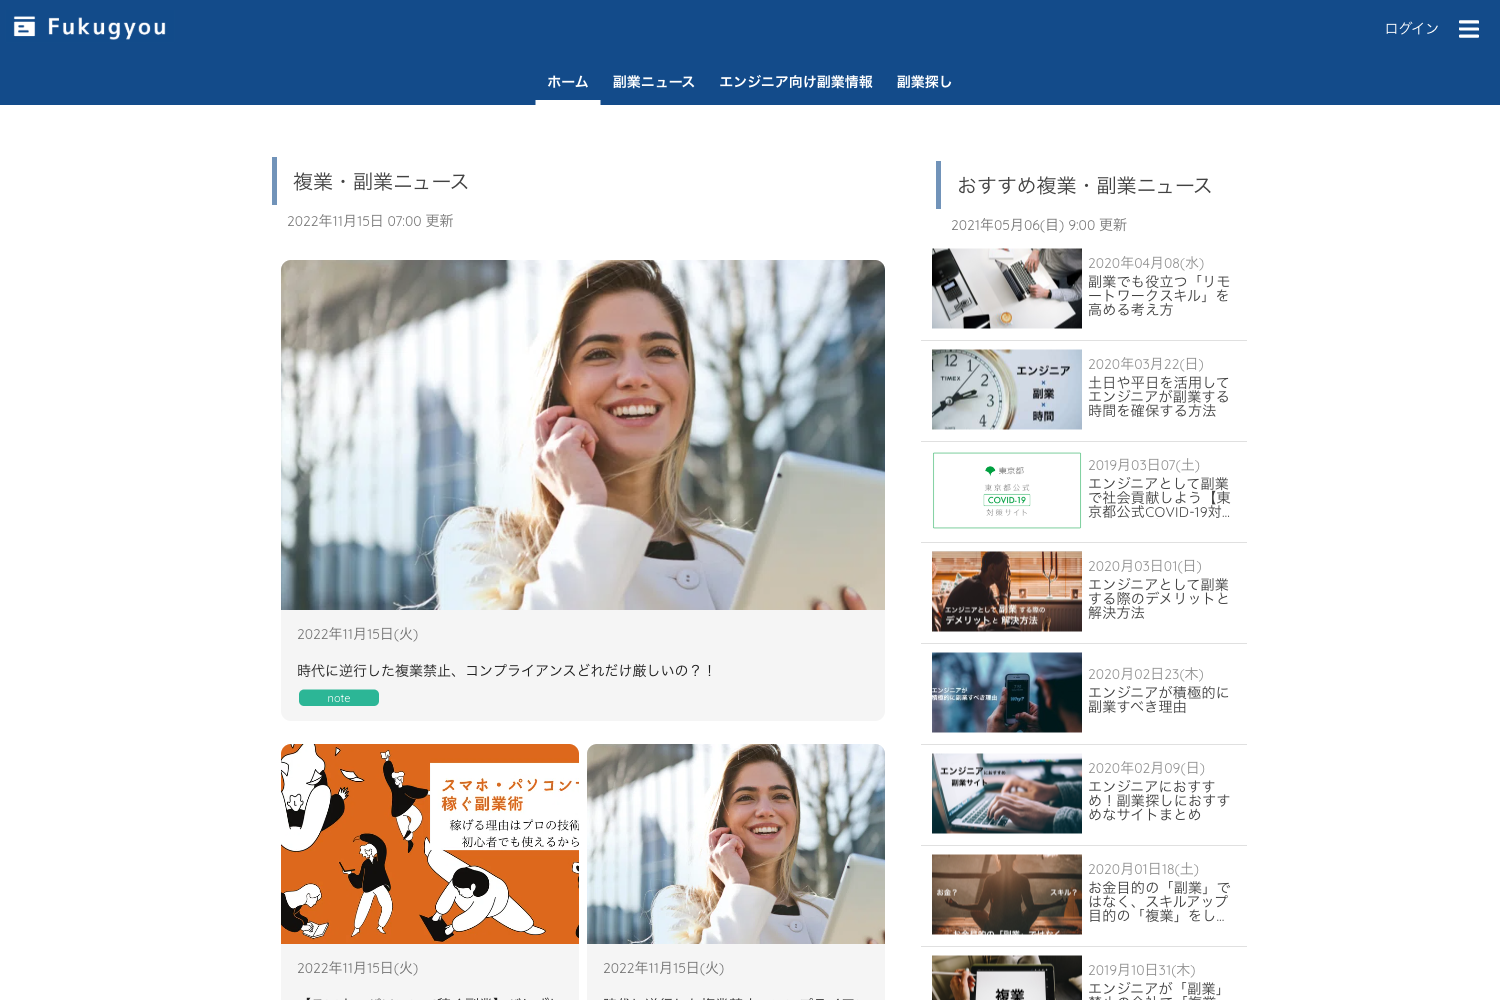 Fukugyou
ログイン
ホーム
副業ニュース
エンジニア向け副業情報
副業探し
複業・副業ニュース
2022年11月15日 07:00 更新
2022年11月15日(火)
時代に逆行した複業禁止、コンプライアンスどれだけ厳しいの？！
note
スマホ・パソコン
稼ぐ副業術
稼げる理由はプロの技術
初心者でも使えるから
2022年11月15日(火)
2022年11月15日(火)
おすすめ複業・副業ニュース
2021年05月06(日) 9:00 更新
2020年04月08(水)
副業でも役立つ「リモ
ートワークスキル」を
高める考え方
12
1
2
3
4
5
TIMEX
エンジニア
×
副業
×
時間
2020年03月22(日)
土日や平日を活用して
エンジニアが副業する
時間を確保する方法
東京都
東京都公式
COVID-19
対策サイト
2019月03日07(土)
エンジニアとして副業
で社会貢献しよう【東
京都公式COVID-19対...
エンジニアとして 副業 する際の
デメリットと 解決方法
2020月03日01(日)
エンジニアとして副業
する際のデメリットと
解決方法
エンジニアが
積極的に副業すべき理由
Why?
2020月02日23(木)
エンジニアが積極的に
副業すべき理由
エンジニアにおすすめ
副業サイト
2020年02月09(日)
エンジニアにおすす
め！副業探しにおすす
めなサイトまとめ
お金？
スキル？
お金目的の「副業」ではなく
2020月01日18(土)
お金目的の「副業」で
はなく、スキルアップ
目的の「複業」をし...
複業
2019月10日31(木)
エンジニアが「副業」